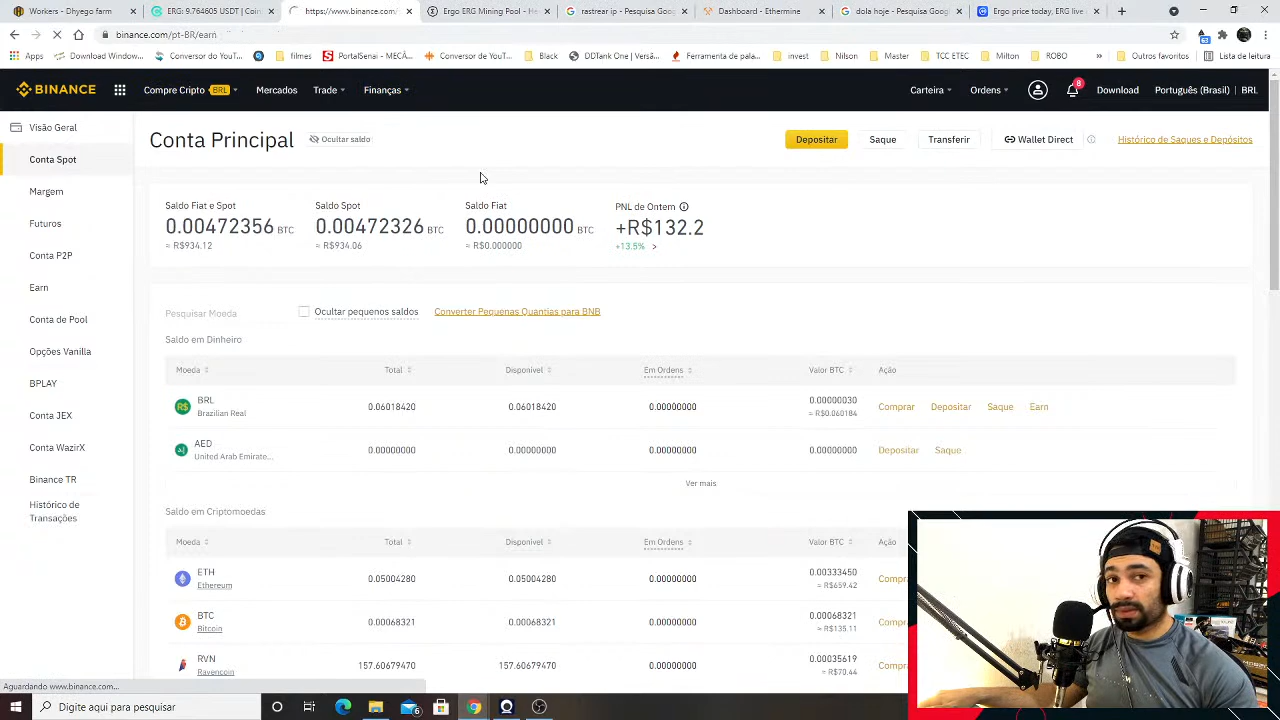 Workers - Dhyego farm
ERG: 9.764605 USDT | Coin
https://www.binance.com/
Ergo ERG Mining Pool - He
rastrear ip - Pesquisa Goog
Dashboard - Ethermine
dola hoje - Pesquisa Googl
Ergo price today, ERG live
binance.com/pt-BR/earn
63
Apps
Download Wondersh...
Conversor de YouT...
filmes
PortalSenai - MECÂ...
Conversor de YouT...
Black
DDTank One | Versã...
Ferramenta de pala...
invest
Nilson
Master
TCC ETEC
Milton
ROBO
»
Outros favoritos
Lista de leitura
BINANCE
Compre Cripto BRL
Mercados
Trade
Finanças
Carteira
Ordens
8
Download
Português (Brasil) | BRL
Visão Geral
Conta Spot
Margem
Futuros
Conta P2P
Earn
Conta de Pool
Opções Vanilla
BPLAY
Conta JEX
Conta WazirX
Binance TR
Histórico de
Transações
Conta Principal
Ocultar saldo
Depositar
Saque
Transferir
Wallet Direct
Histórico de Saques e Depósitos
Saldo Fiat e Spot
0.00472356 BTC
≈ R$934.12
Saldo Spot
0.00472326 BTC
≈ R$934.06
Saldo Fiat
0.00000000 BTC
≈ R$0.000000
PNL de Ontem
+R$132.2
+13.5% >
Pesquisar Moeda
Ocultar pequenos saldos
Converter Pequenas Quantias para BNB
Saldo em Dinheiro
Moeda
Total
Disponível
Em Ordens
Valor BTC
Ação
R$
BRL
Brazilian Real
0.06018420
0.06018420
0.00000000
0.00000030
≈ R$0.060184
Comprar
Depositar
Saque
Earn
AED
United Arab Emirate...
0.00000000
0.00000000
0.00000000
0.00000000
Depositar
Saque
Ver mais
Saldo em Criptomoedas
Moeda
Total
Disponível
Em Ordens
Valor BTC
Ação
ETH
Ethereum
0.05004280
0.05004280
0.00000000
0.00333450
≈ R$659.42
Compra
BTC
Bitcoin
0.00068321
0.00068321
0.00000000
0.00068321
≈ R$135.11
Compra
RVN
Ravencoin
157.60679470
157.60679470
0.00000000
0.00035619
≈ R$70.44
Compra
Aguardando www.binance.com...
Digite aqui para pesquisar
6